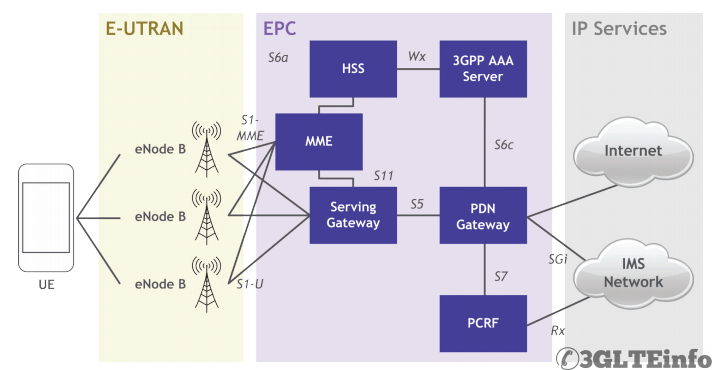 E-UTRAN
EPC
IP Services
S6a
HSS
Wx
3GPP AAA
Server
S1-
MME
MME
eNode B
S6c
Internet
S11
eNode B
Serving
Gateway
S5
PDN
Gateway
UE
eNode B
S1-U
S7
SGi
IMS
Network
PCRF
Rx
3GLTEinfo